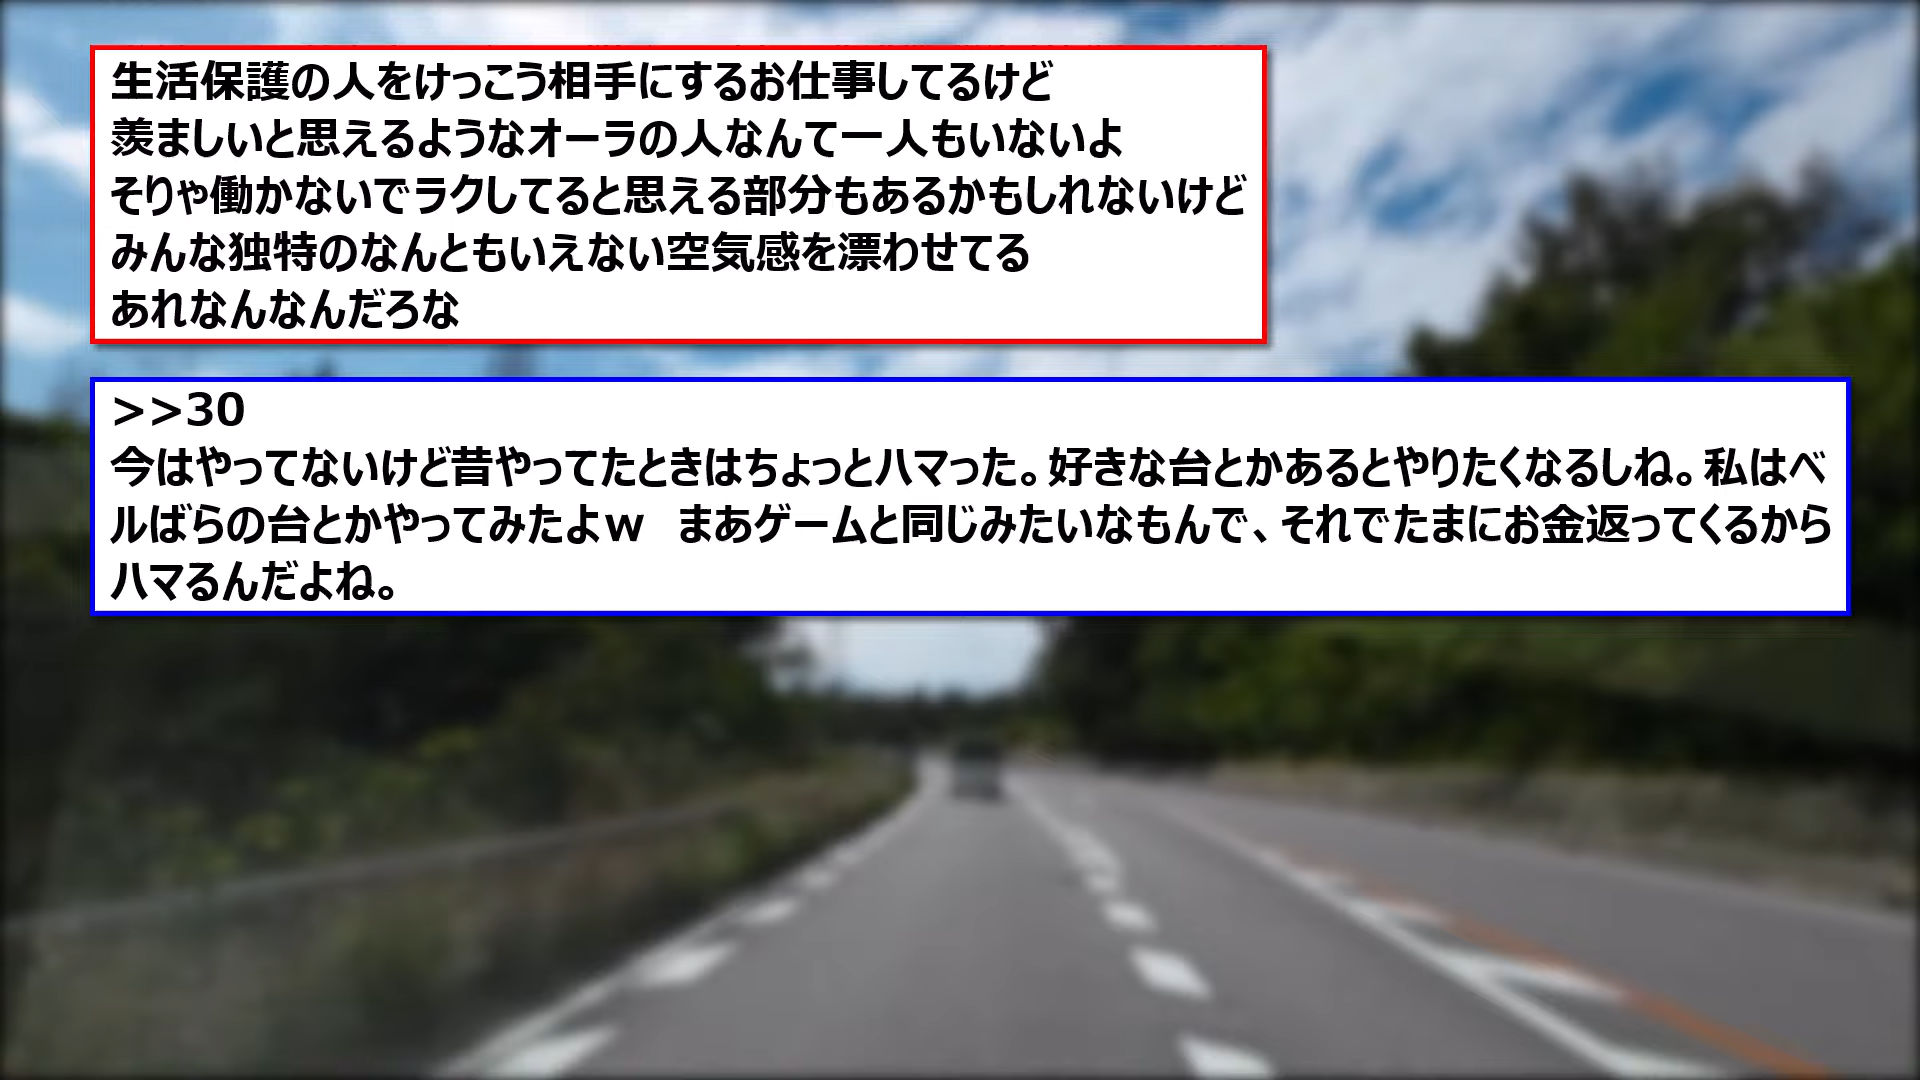 生活保護の人をけっこう相手にするお仕事してるけど
羨ましいと思えるようなオーラの人なんて一人もいないよ
そりゃ働かないでラクしてると思える部分もあるかもしれないけど
みんな独特のなんともいえない空気感を漂わせてる
あれなんなんだろな
>>30
今はやってないけど昔やってたときはちょっとハマった。好きな台とかあるとやりたくなるしね。私はベ
ルばらの台とかやってみたよｗ　まあゲームと同じみたいなもんで、それでたまにお金返ってくるから
ハマるんだよね。